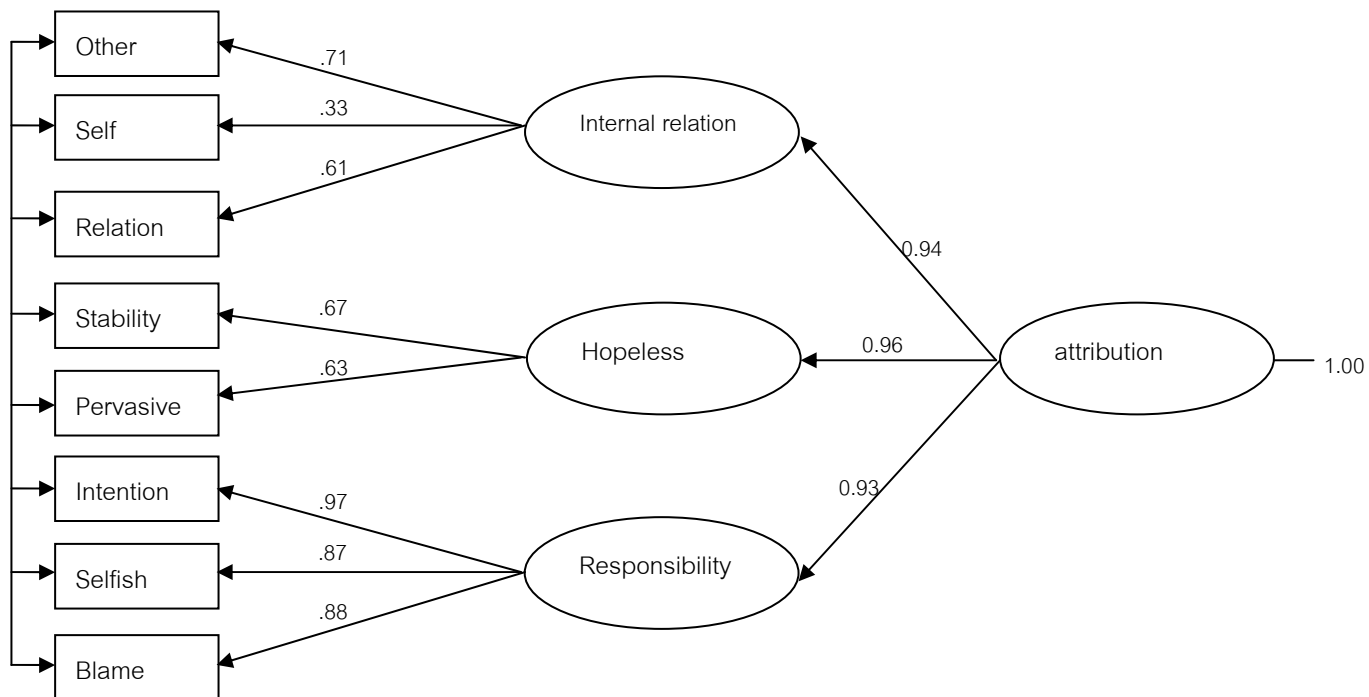 Other
.71
Self
.33
Internal relation
.61
Relation
0.94
Stability
.67
Hopeless
0.96
attribution
1.00
.63
Pervasive
Intention
.97
0.93
.87
Responsibility
Selfish
.88
Blame